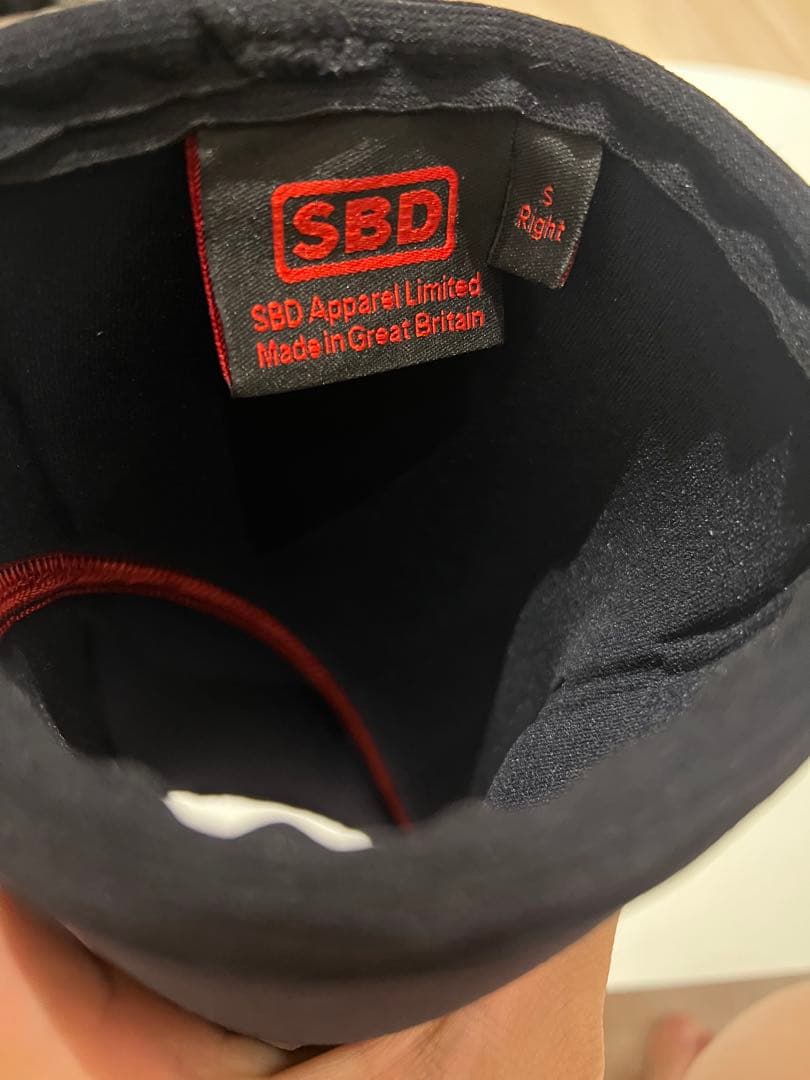 SBD
SBD Apparel Limited
Made in Great Britain
S
Right